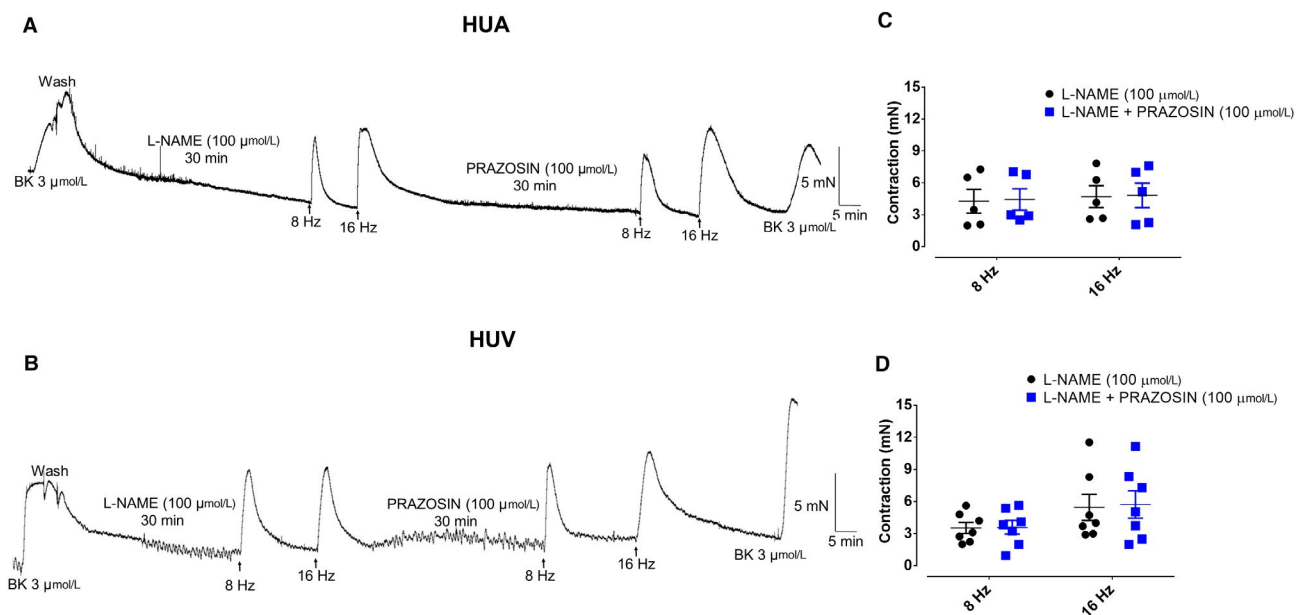 A
HUA
Wash
L-NAME (100 µmol/L)
30 min
BK 3 µmol/L
8 Hz
16 Hz
PRAZOSIN (100 µmol/L)
30 min
8 Hz
16 Hz
BK 3 µmol/L
5 mN
5 min
C
L-NAME (100 µmol/L)
L-NAME + PRAZOSIN (100 µmol/L)
Contraction (mN)
15
12
9
6
3
0
8 Hz
16 Hz
HUV
B
Wash
L-NAME (100 µmol/L)
30 min
BK 3 µmol/L
8 Hz
16 Hz
PRAZOSIN (100 µmol/L)
30 min
8 Hz
16 Hz
BK 3 µmol/L
5 mN
5 min
D
L-NAME (100 µmol/L)
L-NAME + PRAZOSIN (100 µmol/L)
Contraction (mN)
15
12
9
6
3
0
8 Hz
16 Hz